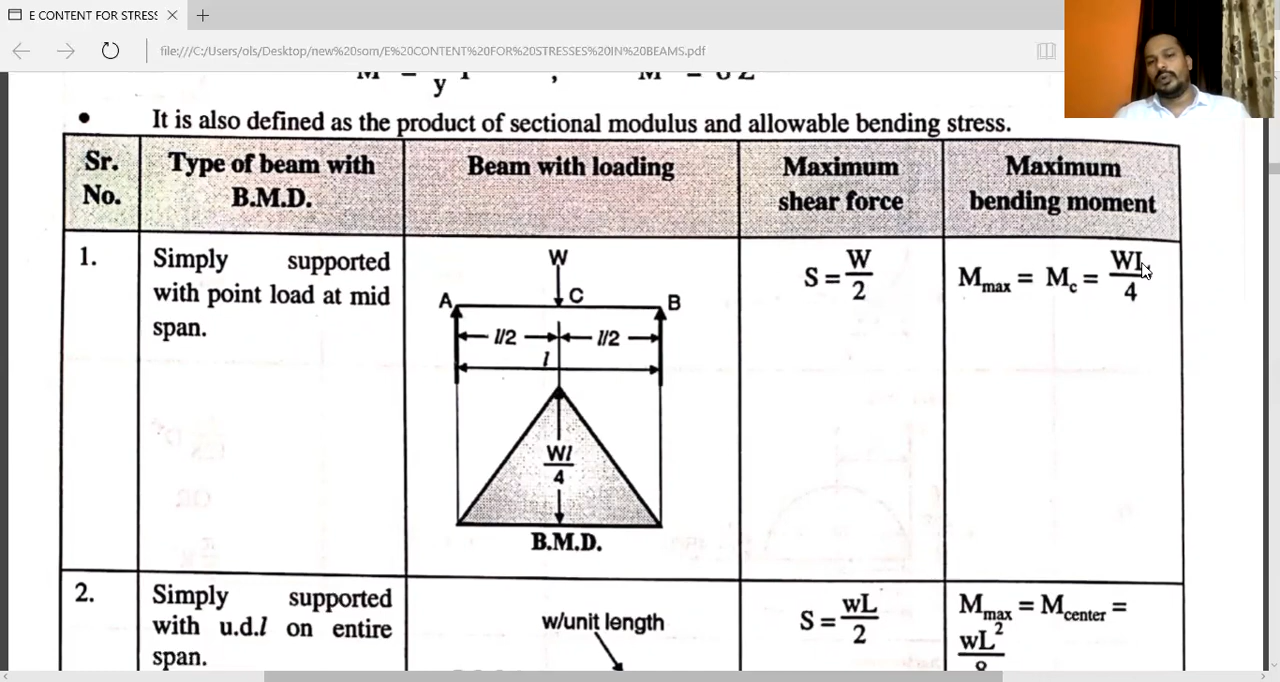 E CONTENT FOR STRESS
file:///C:/Users/ols/Desktop/new%20som/E%20CONTENT%20FOR%20STRESSES%20IN%20BEAMS.pdf
• It is also defined as the product of sectional modulus and allowable bending stress.
Sr. No.
Type of beam with B.M.D.
Beam with loading
Maximum shear force
Maximum bending moment
1.
Simply supported
with point load at mid
span.
W
A C B
l/2 l/2
l
Wl/4
B.M.D.
S = W/2
Mmax = Mc = WL/4
2.
Simply supported
with u.d.l on entire
span.
w/unit length
S = wL/2
Mmax = Mcenter =
wL²